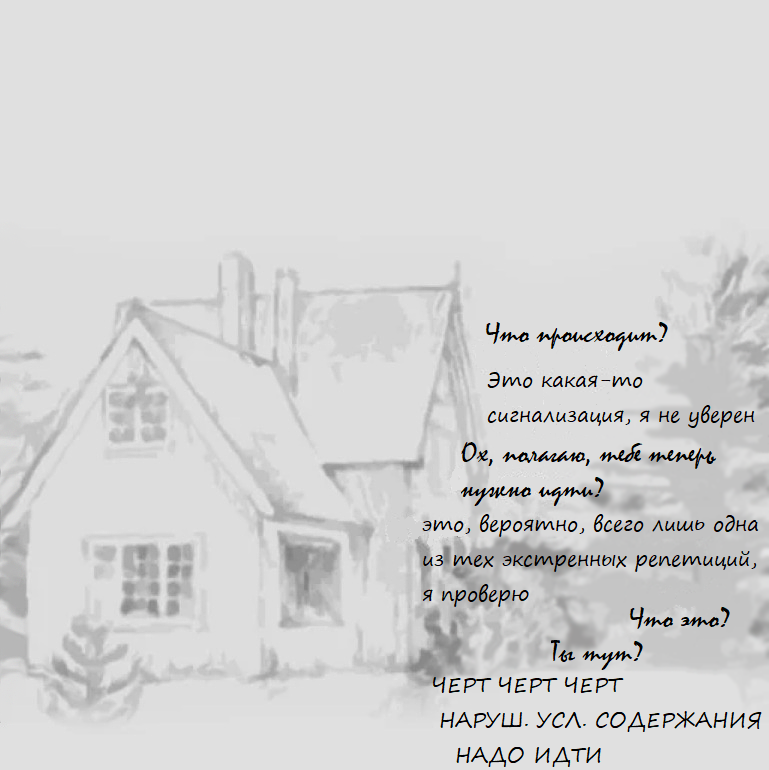 Что происходит?
Это какая-то
сигнализация, я не уверен
Ох, полагаю, тебе теперь
нужно идти?
это, вероятно, всего лишь одна
из тех экстренных репетиций,
я проверю
Что это?
Ты тут?
ЧЕРТ ЧЕРТ ЧЕРТ
НАРУШ. УСЛ. СОДЕРЖАНИЯ
НАДО ИДТИ